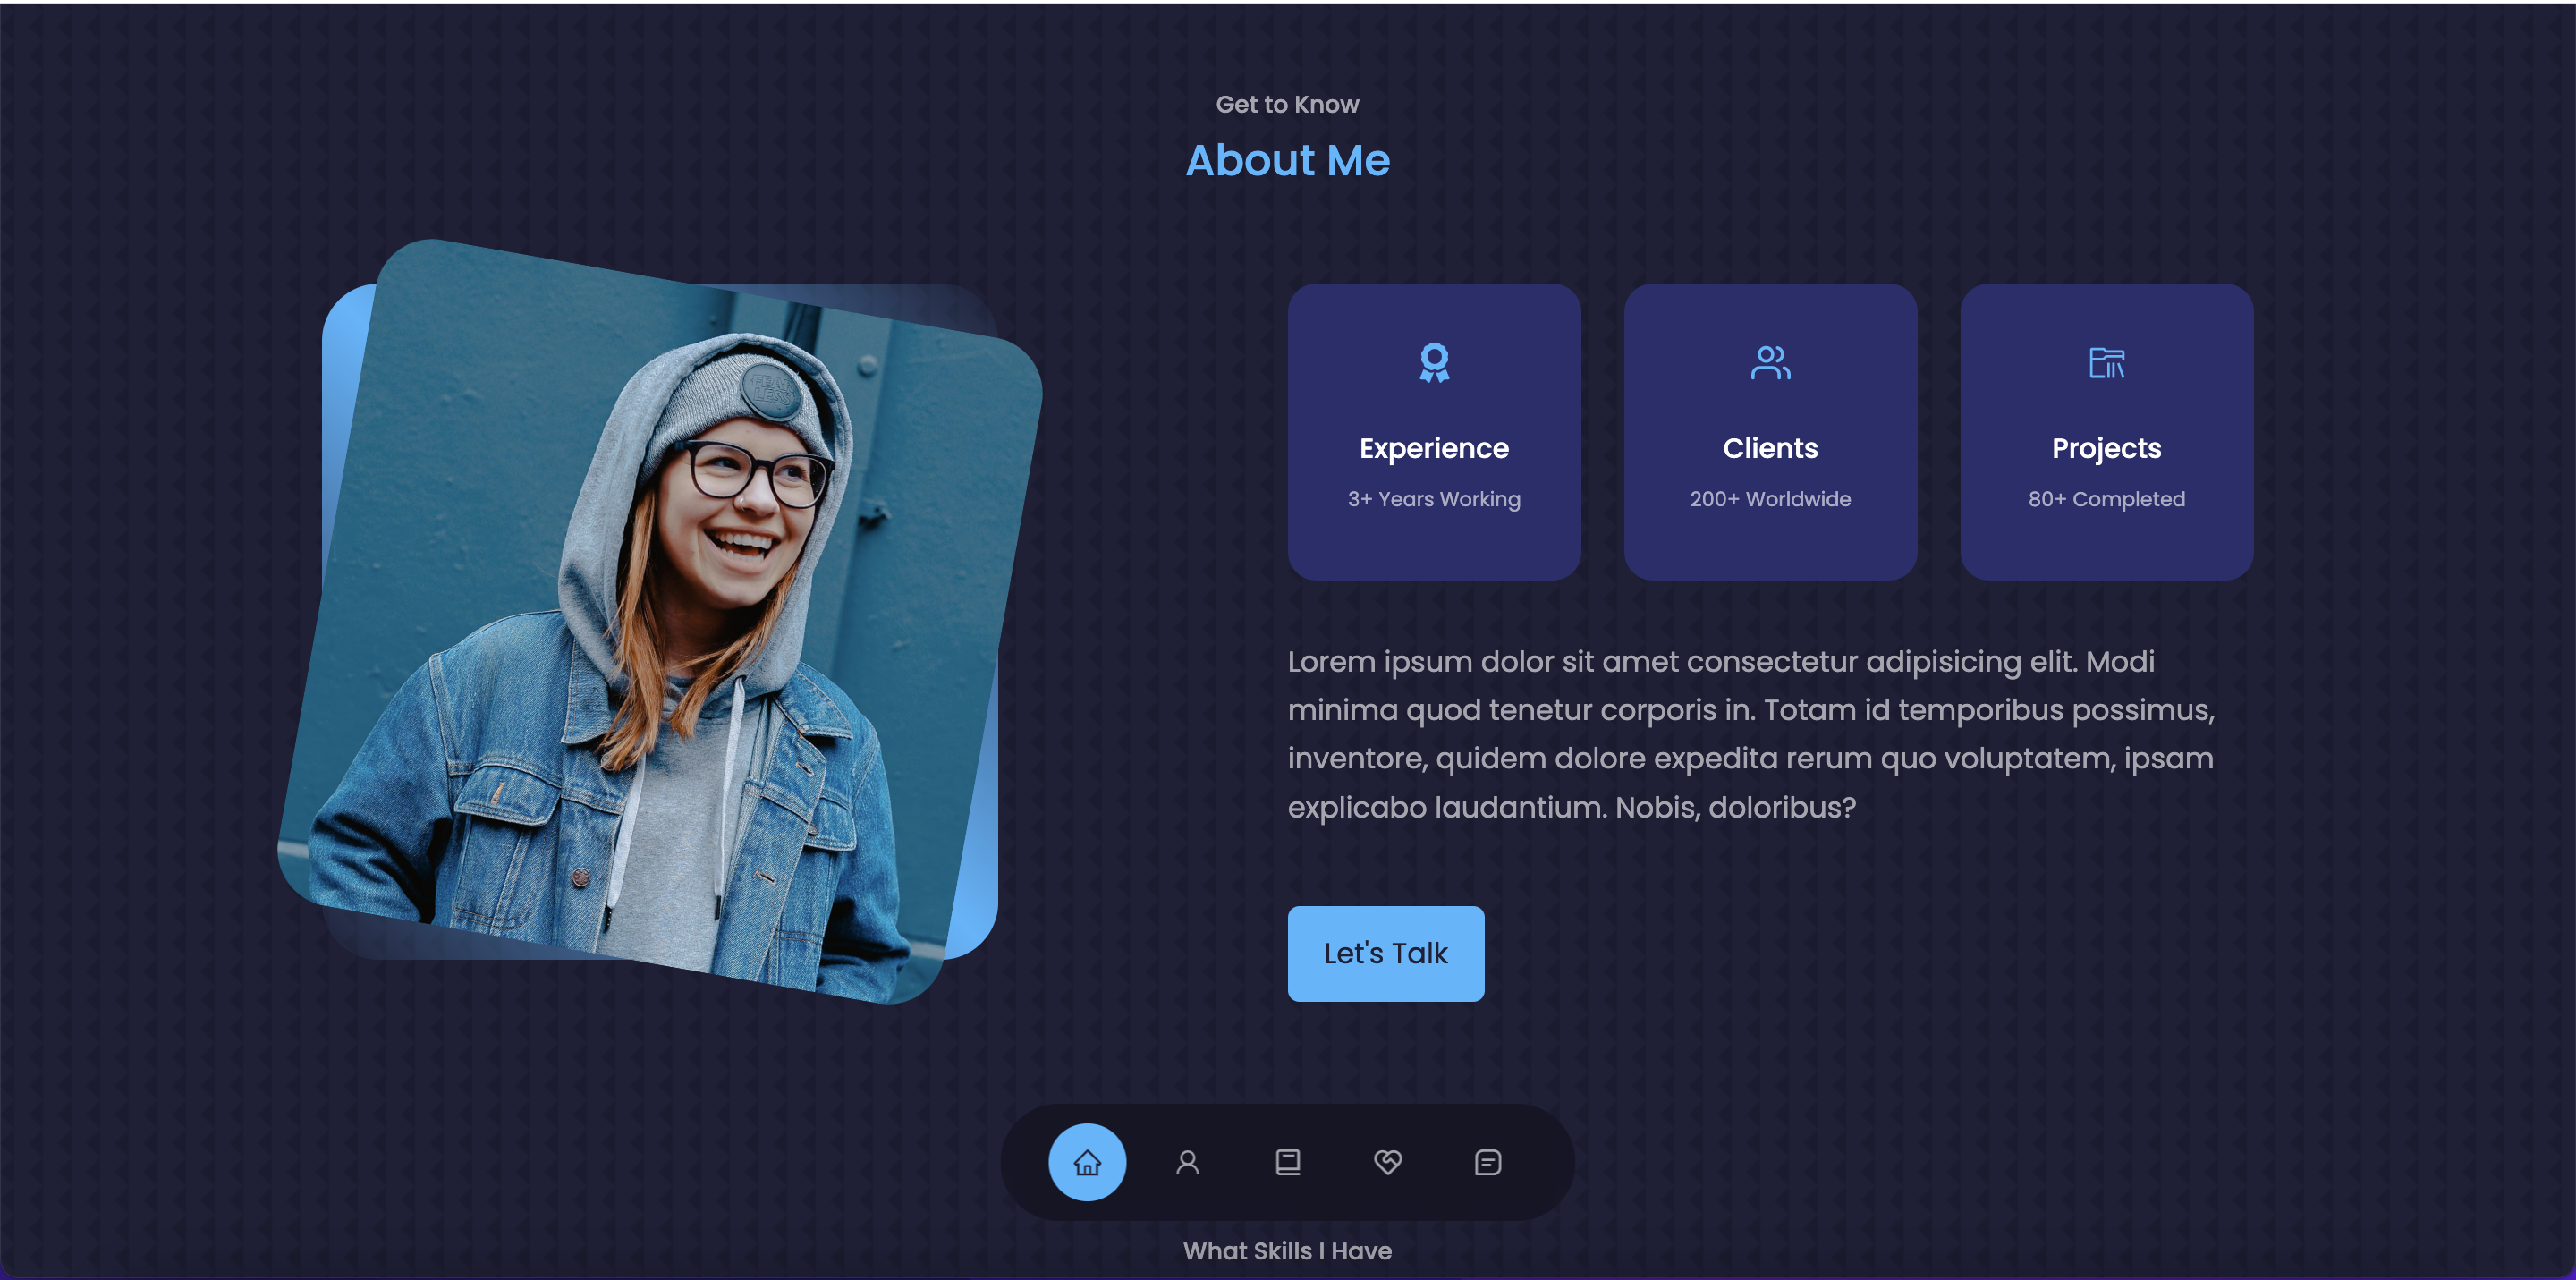 Get to Know
About Me
FEAR
LESS
Experience
3+ Years Working
Clients
200+ Worldwide
Projects
80+ Completed
Lorem ipsum dolor sit amet consectetur adipisicing elit. Modi
minima quod tenetur corporis in. Totam id temporibus possimus,
inventore, quidem dolore expedita rerum quo voluptatem, ipsam
explicabo laudantium. Nobis, doloribus?
Let's Talk
What Skills I Have